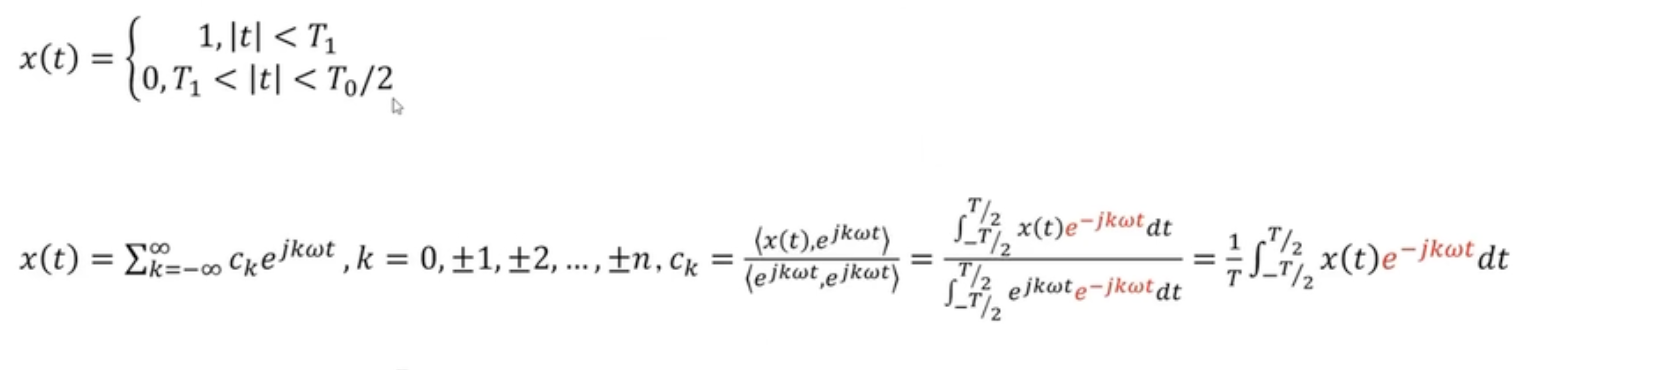 x(t) = { 1, |t| < T₁
0, T₁ < |t| < T₀/2
x(t) = ∑_{k=-∞}^{∞} c_k e^{jkωt}, k = 0, ±1, ±2, …, ±n, c_k = ⟨x(t),e^{jkωt}⟩ / ⟨e^{jkωt},e^{jkωt}⟩ = ∫_{-T/2}^{T/2} x(t)e^{-jkωt}dt / ∫_{-T/2}^{T/2} e^{jkωt}e^{-jkωt}dt = 1/T ∫_{-T/2}^{T/2} x(t)e^{-jkωt}dt